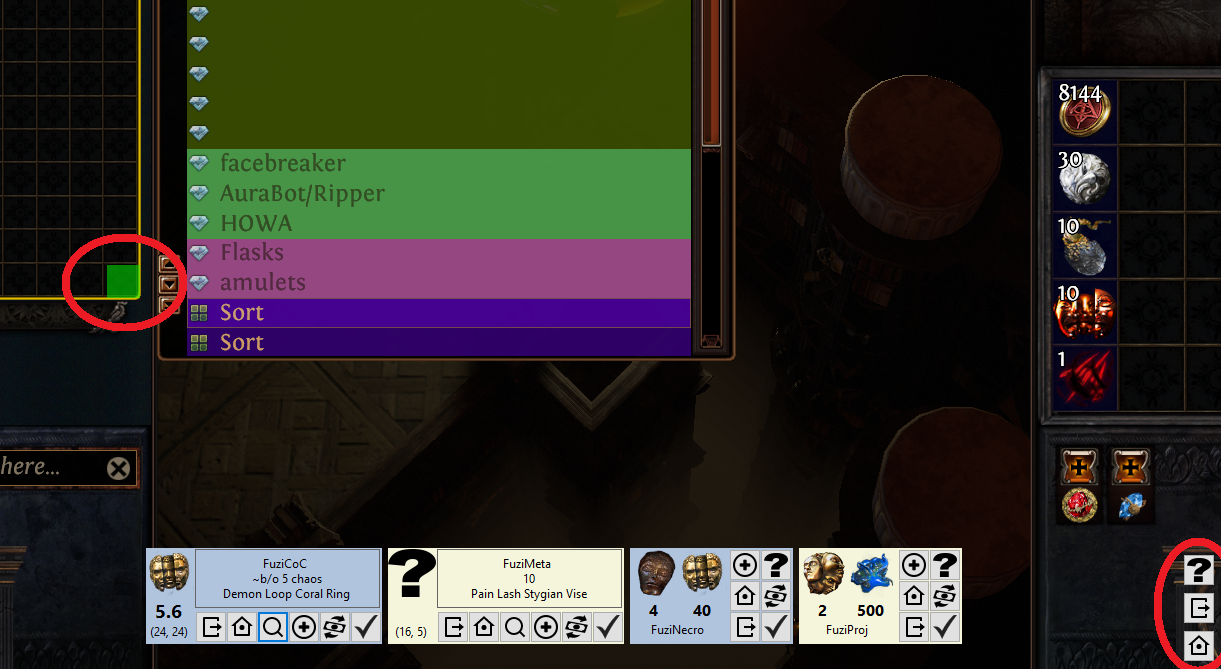 facebreaker
AuraBot/Ripper
HOWA
Flasks
amulets
Sort
Sort
here...
8144
30
10
10
1
5.6
(24, 24)
FuziCoC
~b/o 5 chaos
Demon Loop Coral Ring
?
(16, 5)
FuziMeta
10
Pain Lash Stygian Vise
4 40
FuziNecro
?
2 500
FuziProj
?
?